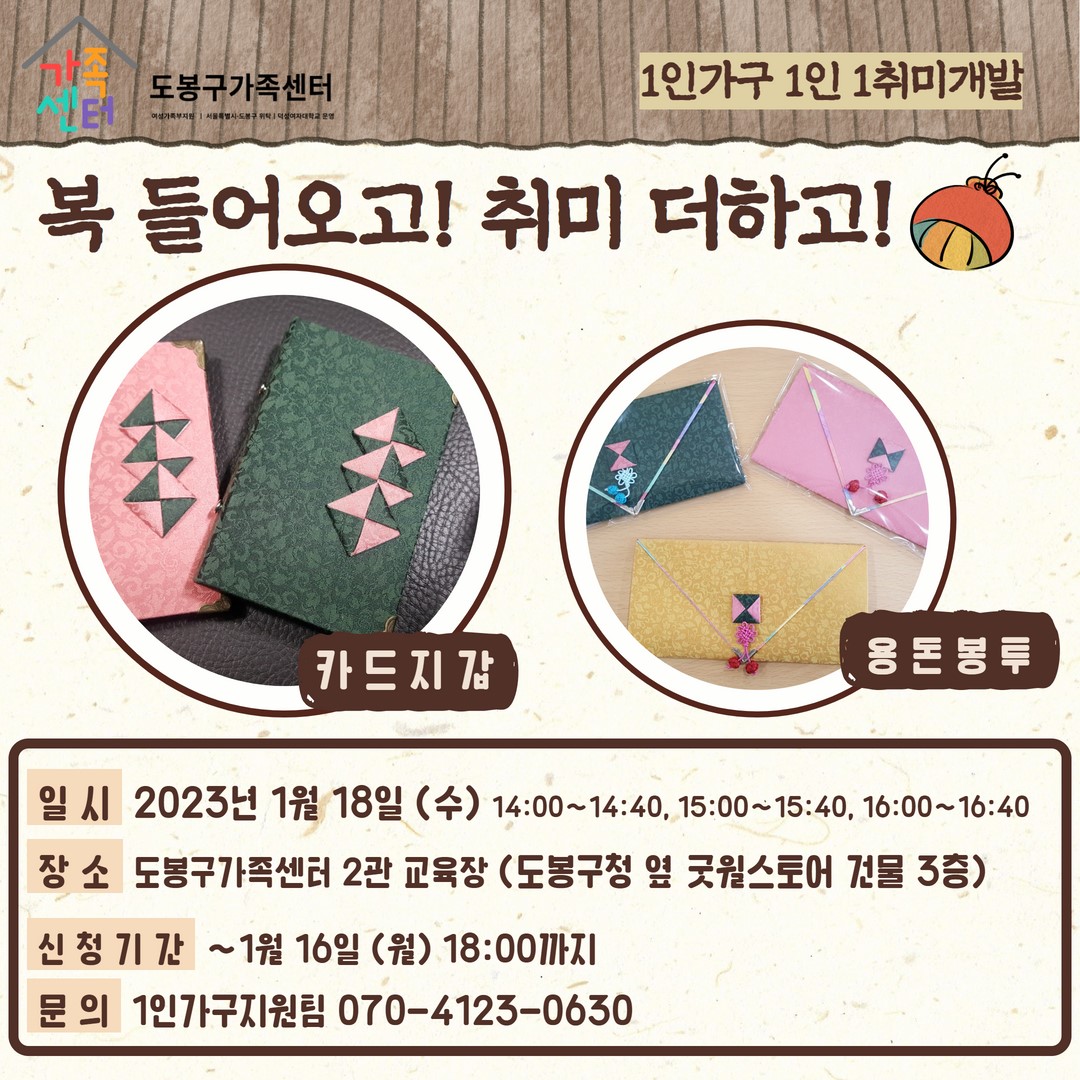 가족
센터
도봉구가족센터
여성가족부지원 | 서울특별시·도봉구 위탁 | 덕성여자대학교 운영
1인가구 1인 1취미개발
복 들어오고! 취미 더하고!
카드지갑
용돈봉투
일시 2023년 1월 18일 (수) 14:00~14:40, 15:00~15:40, 16:00~16:40
장소 도봉구가족센터 2관 교육장 (도봉구청 옆 굿윌스토어 건물 3층)
신청기간 ~1월 16일 (월) 18:00까지
문의 1인가구지원팀 070-4123-0630